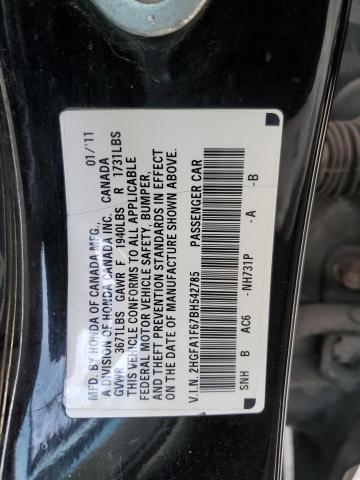 MFD. BY HONDA OF CANADA MFG., 01/'11
A DIVISION OF HONDA CANADA INC. CANADA
GVWR 3671LBS GAWR F 1940LBS R 1731LBS
THIS VEHICLE CONFORMS TO ALL APPLICABLE
FEDERAL MOTOR VEHICLE SAFETY, BUMPER,
AND THEFT PREVENTION STANDARDS IN EFFECT
ON THE DATE OF MANUFACTURE SHOWN ABOVE.
V.I.N. 2HGFA1F67BH542785 PASSENGER CAR
SNH B AC6 -NH731P -A -B